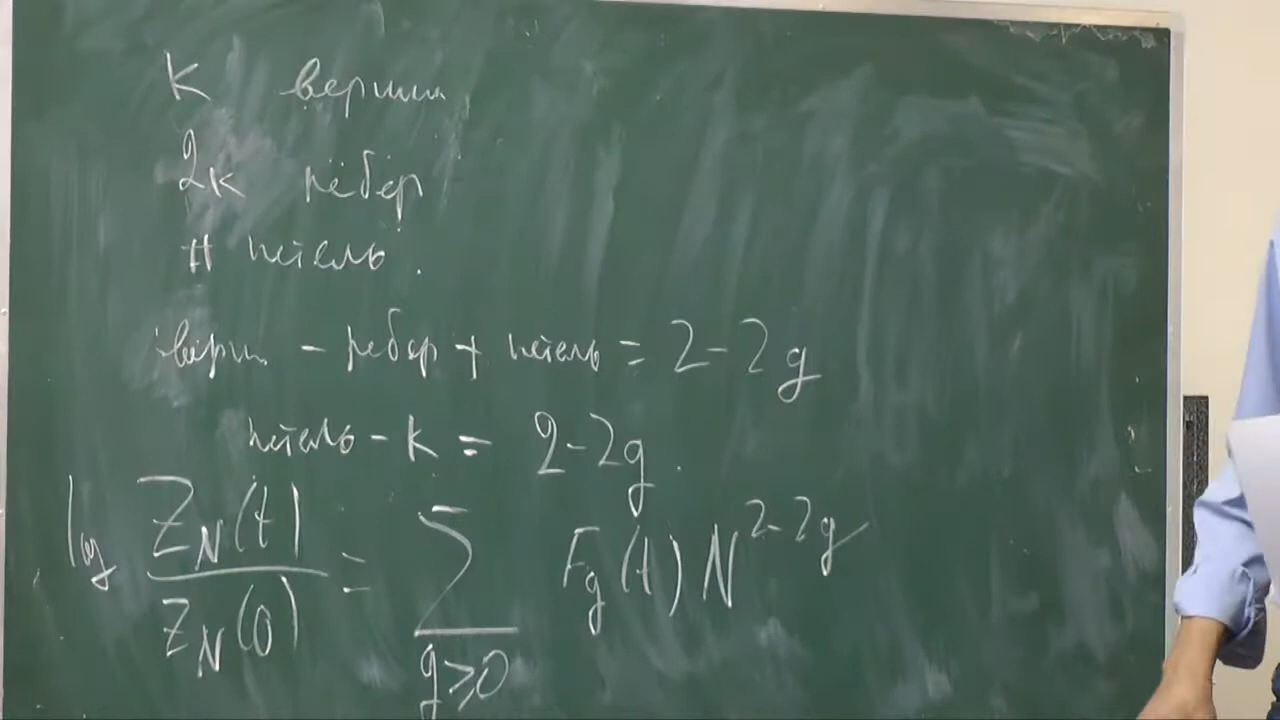 K вершин
2K рёбер
# петель.
верш - рёбер + петель = 2-2g
петель - K = 2-2g.
log Z_N(t) / Z_N(0) = ∑_{g≥0} F_g(t) N^{2-2g}